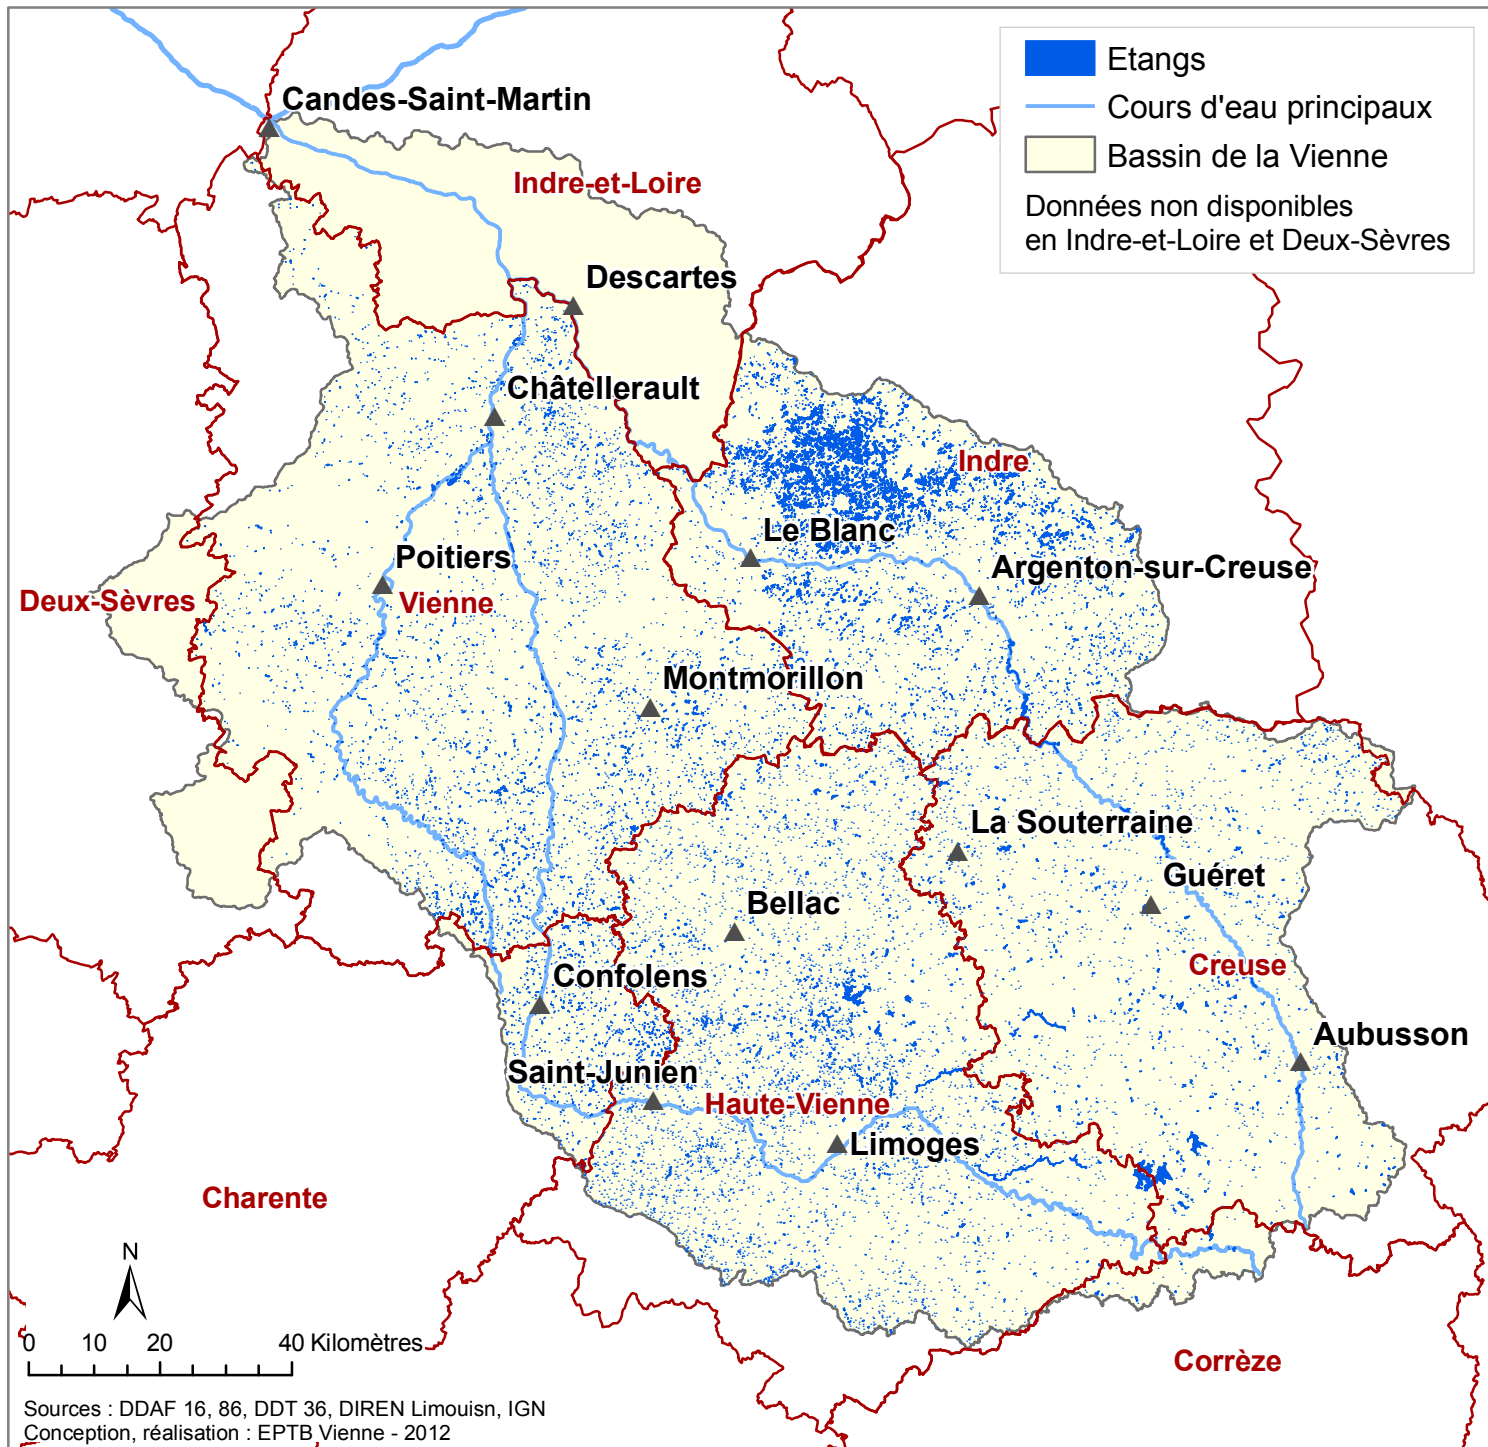 Etangs
Cours d'eau principaux
Bassin de la Vienne
Données non disponibles
en Indre-et-Loire et Deux-Sèvres
Candes-Saint-Martin
Indre-et-Loire
Descartes
Châtellerault
Indre
Le Blanc
Poitiers
Argenton-sur-Creuse
Deux-Sèvres
Vienne
Montmorillon
La Souterraine
Guéret
Bellac
Creuse
Confolens
Aubusson
Saint-Junien
Haute-Vienne
Limoges
Charente
N
0 10 20 40 Kilomètres
Corrèze
Sources : DDAF 16, 86, DDT 36, DIREN Limouisn, IGN
Conception, réalisation : EPTB Vienne - 2012